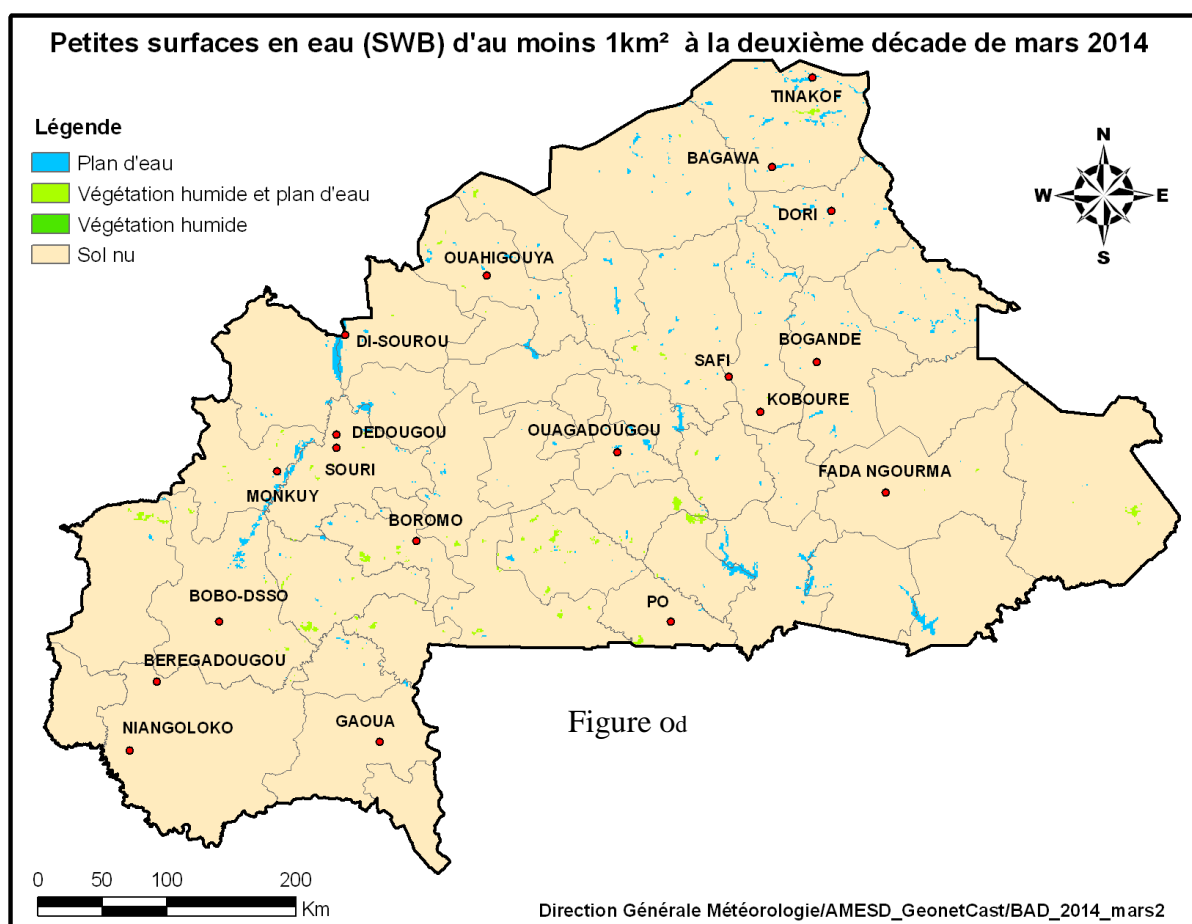 Petites surfaces en eau (SWB) d'au moins 1km² à la deuxième décade de mars 2014
Légende
Plan d'eau
Végétation humide et plan d'eau
Végétation humide
Sol nu
N
W
E
S
TINAKOF
BAGAWA
DORI
OUAHIGOUYA
DI-SOUROU
BOGANDE
SAFI
KOBOURE
DEDOUGOU
OUAGADOUGOU
SOURI
FADA NGOURMA
MONKUY
BOROMO
BOBO-DSSO
PO
BEREGADOUGOU
NIANGOLOKO
GAOUA
Figure od
0 50 100 200
Km
Direction Générale Météorologie/AMESD_GeonetCast/BAD_2014_mars2